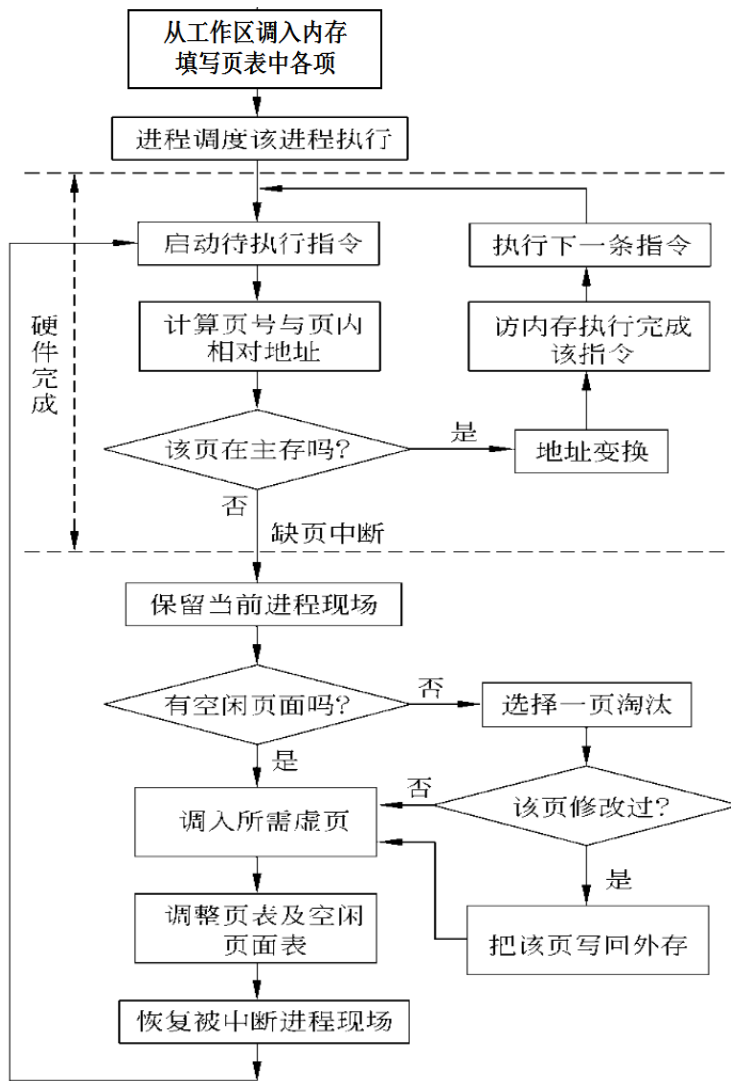 从工作区调入内存
填写页表中各项
进程调度该进程执行
启动待执行指令
执行下一条指令
计算页号与页内
相对地址
访内存执行完成
该指令
硬件完成
该页在主存吗?
是
地址变换
否
缺页中断
保留当前进程现场
有空闲页面吗?
否
选择一页淘汰
是
调入所需虚页
否
该页修改过?
是
调整页表及空闲
页面表
把该页写回外存
恢复被中断进程现场